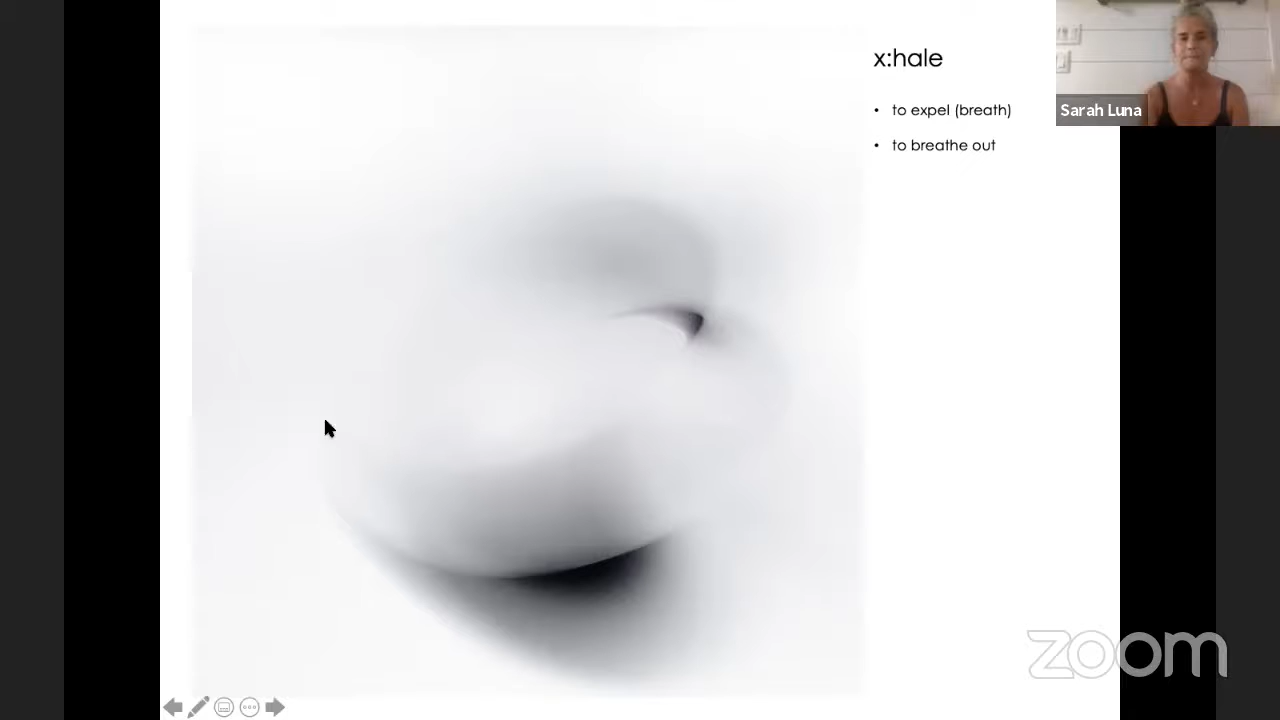 x:hale
• to expel (breath)
• to breathe out
Sarah Luna
zoom